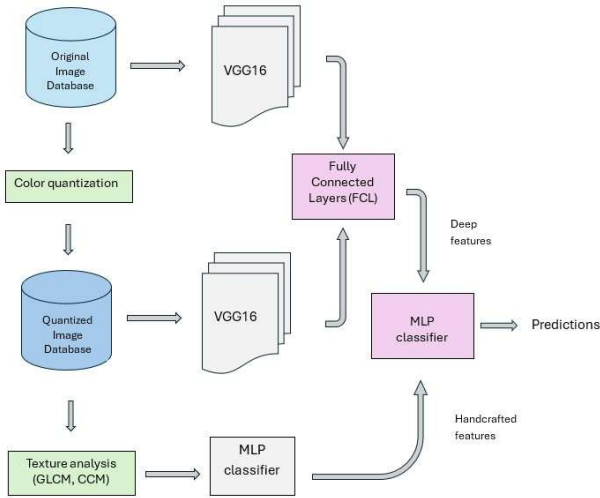 Original
Image
Database
VGG16
Color quantization
Fully
Connected
Layers (FCL)
Deep
features
Quantized
Image
Database
VGG16
MLP
classifier
Predictions
Handcrafted
features
Texture analysis
(GLCM, CCM)
MLP
classifier